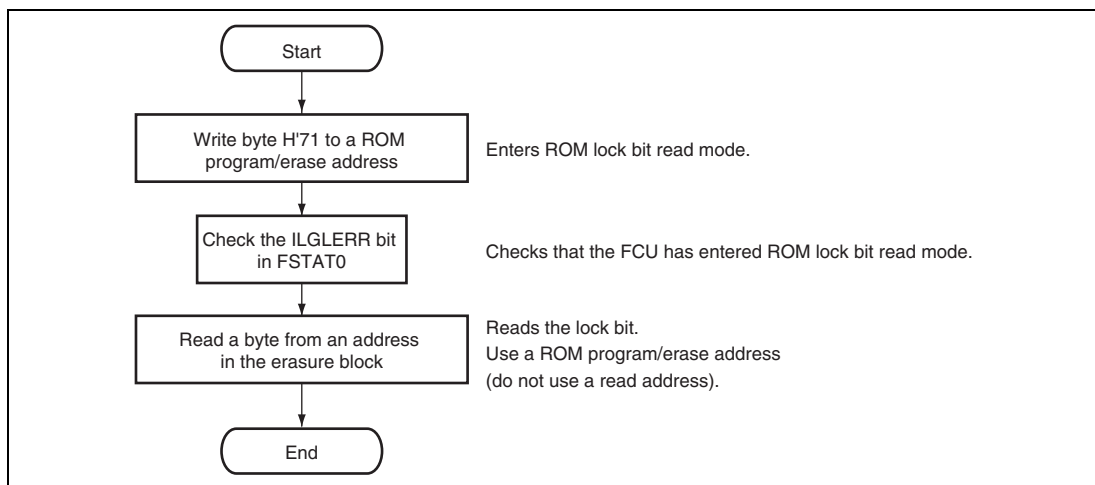 Start
Write byte H'71 to a ROM
program/erase address
Enters ROM lock bit read mode.
Check the ILGLERR bit
in FSTAT0
Checks that the FCU has entered ROM lock bit read mode.
Read a byte from an address
in the erasure block
Reads the lock bit.
Use a ROM program/erase address
(do not use a read address).
End